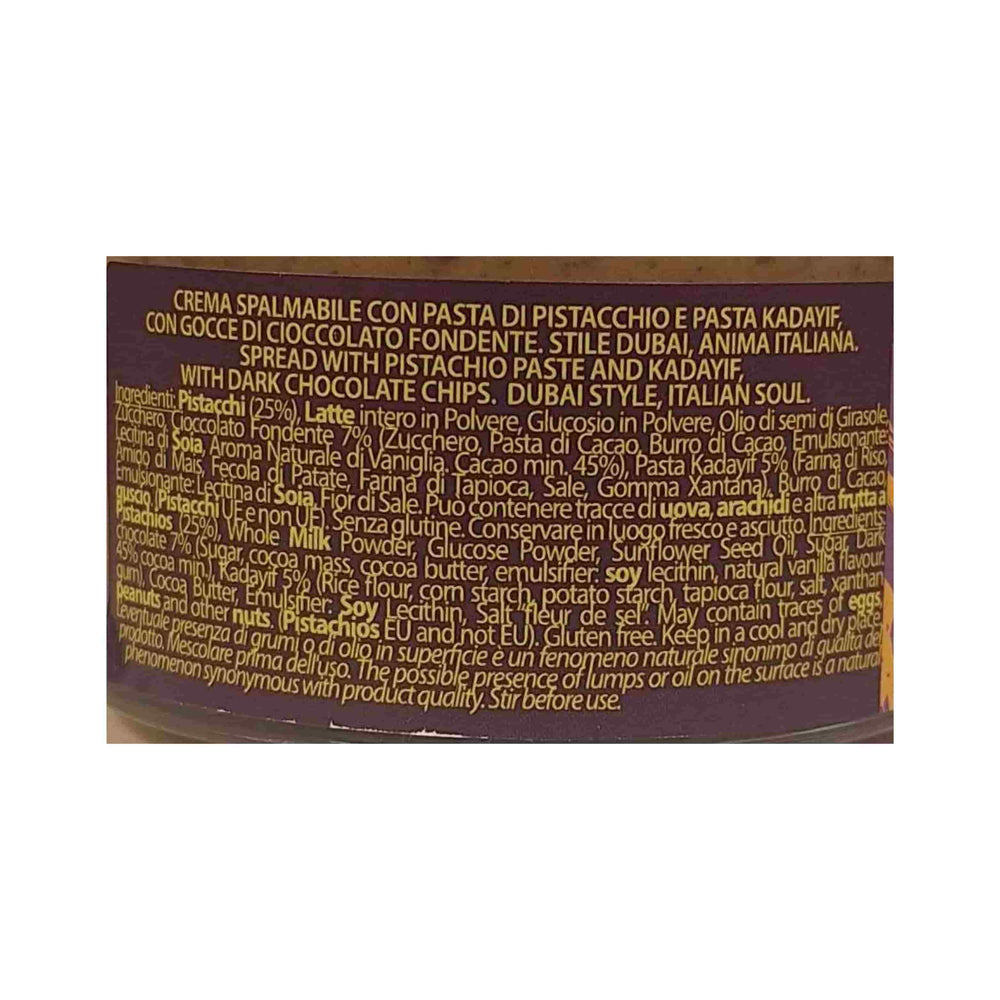 CREMA SPALMABILE CON PASTA DI PISTACCHIO E PASTA KADAYIF,
CON GOCCE DI CIOCCOLATO FONDENTE. STILE DUBAI, ANIMA ITALIANA.
SPREAD WITH PISTACHIO PASTE AND KADAYIF,
WITH DARK CHOCOLATE CHIPS. DUBAI STYLE, ITALIAN SOUL.
Ingredienti: Pistacchi (25%), Latte intero in Polvere, Glucosio in Polvere, Olio di semi di Girasole,
Zucchero, Cioccolato Fondente 7% (Zucchero, Pasta di Cacao, Burro di Cacao, Emulsionante:
Lecitina di Soia, Aroma Naturale di Vaniglia. Cacao min. 45%), Pasta Kadayif 5% (Farina di Riso,
Amido di Mais, Fecola di Patate, Farina di Tapioca, Sale, Gomma Xantana), Burro di Cacao,
Emulsionante: Lecitina di Soia, Fior di Sale. Può contenere tracce di uova, arachidi e altra frutta a
guscio. (Pistacchi UE e non UE). Senza glutine. Conservare in luogo fresco e asciutto. Ingredients:
pistachios (25%), Whole Milk Powder, Glucose Powder, Sunflower Seed Oil, Sugar, Dark
chocolate 7% (Sugar, cocoa mass, cocoa butter, emulsifier: soy lecithin, natural vanilla flavour.
45% cocoa min.), Kadayif 5% (Rice flour, corn starch, potato starch, tapioca flour, salt, xanthan
gum), Cocoa Butter, Emulsifier: Soy Lecithin, Salt "fleur de sel". May contain traces of eggs,
peanuts and other nuts. (Pistachios EU and not EU). Gluten free. Keep in a cool and dry place.
L'eventuale presenza di grumi o di olio in superficie è un fenomeno naturale sinonimo di qualità del
prodotto. Mescolare prima dell'uso. The possible presence of lumps or oil on the surface is a natural
phenomenon synonymous with product quality. Stir before use.